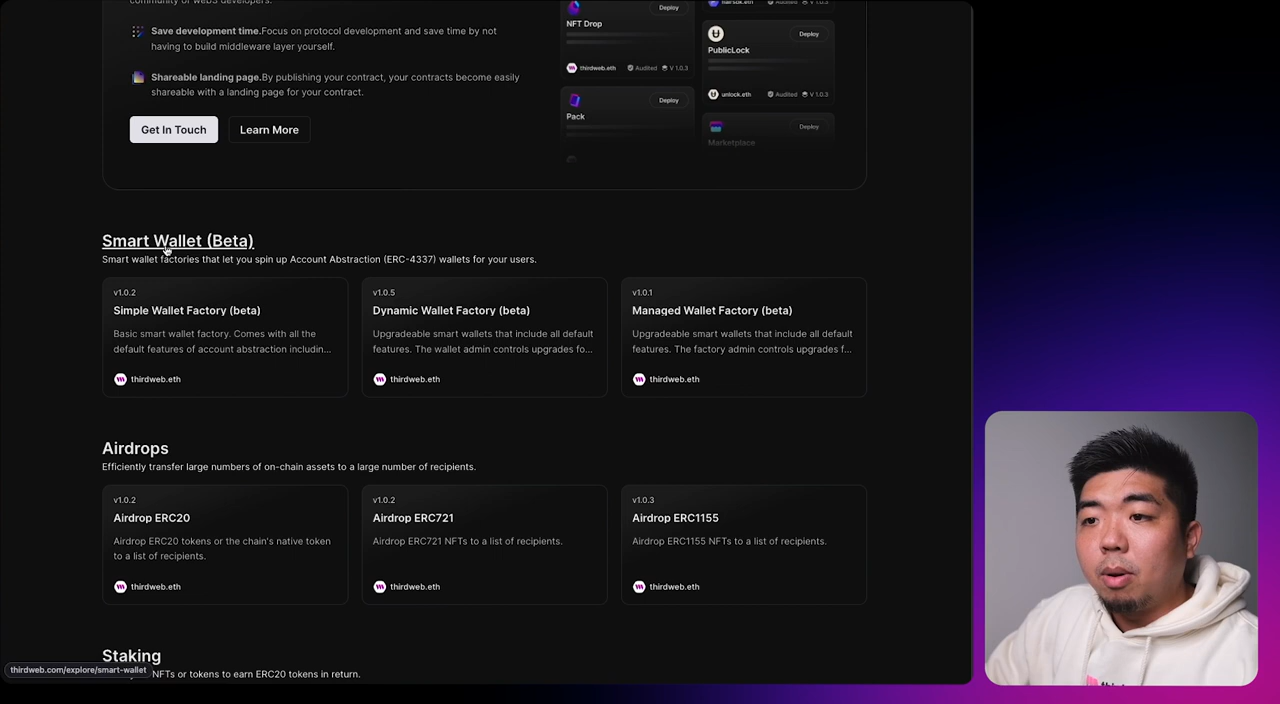 community of web3 developers.
Save development time.Focus on protocol development and save time by not
having to build middleware layer yourself.
Shareable landing page.By publishing your contract, your contracts become easily
shareable with a landing page for your contract.
Get In Touch
Learn More
Deploy
NFT Drop
thirdweb.eth
Audited
V 1.0.3
Deploy
Pack
V 1.0.3
Deploy
PublicLock
unlock.eth
Audited
V 1.0.3
Deploy
Marketplace
Smart Wallet (Beta)
Smart wallet factories that let you spin up Account Abstraction (ERC-4337) wallets for your users.
v1.0.2
Simple Wallet Factory (beta)
Basic smart wallet factory. Comes with all the
default features of account abstraction includin...
thirdweb.eth
v1.0.5
Dynamic Wallet Factory (beta)
Upgradeable smart wallets that include all default
features. The wallet admin controls upgrades fo...
thirdweb.eth
v1.0.1
Managed Wallet Factory (beta)
Upgradeable smart wallets that include all default
features. The factory admin controls upgrades f...
thirdweb.eth
Airdrops
Efficiently transfer large numbers of on-chain assets to a large number of recipients.
v1.0.2
Airdrop ERC20
Airdrop ERC20 tokens or the chain's native token
to a list of recipients.
thirdweb.eth
v1.0.2
Airdrop ERC721
Airdrop ERC721 NFTs to a list of recipients.
thirdweb.eth
v1.0.3
Airdrop ERC1155
Airdrop ERC1155 NFTs to a list of recipients.
thirdweb.eth
Staking
NFTs or tokens to earn ERC20 tokens in return.
thirdweb.com/explore/smart-wallet